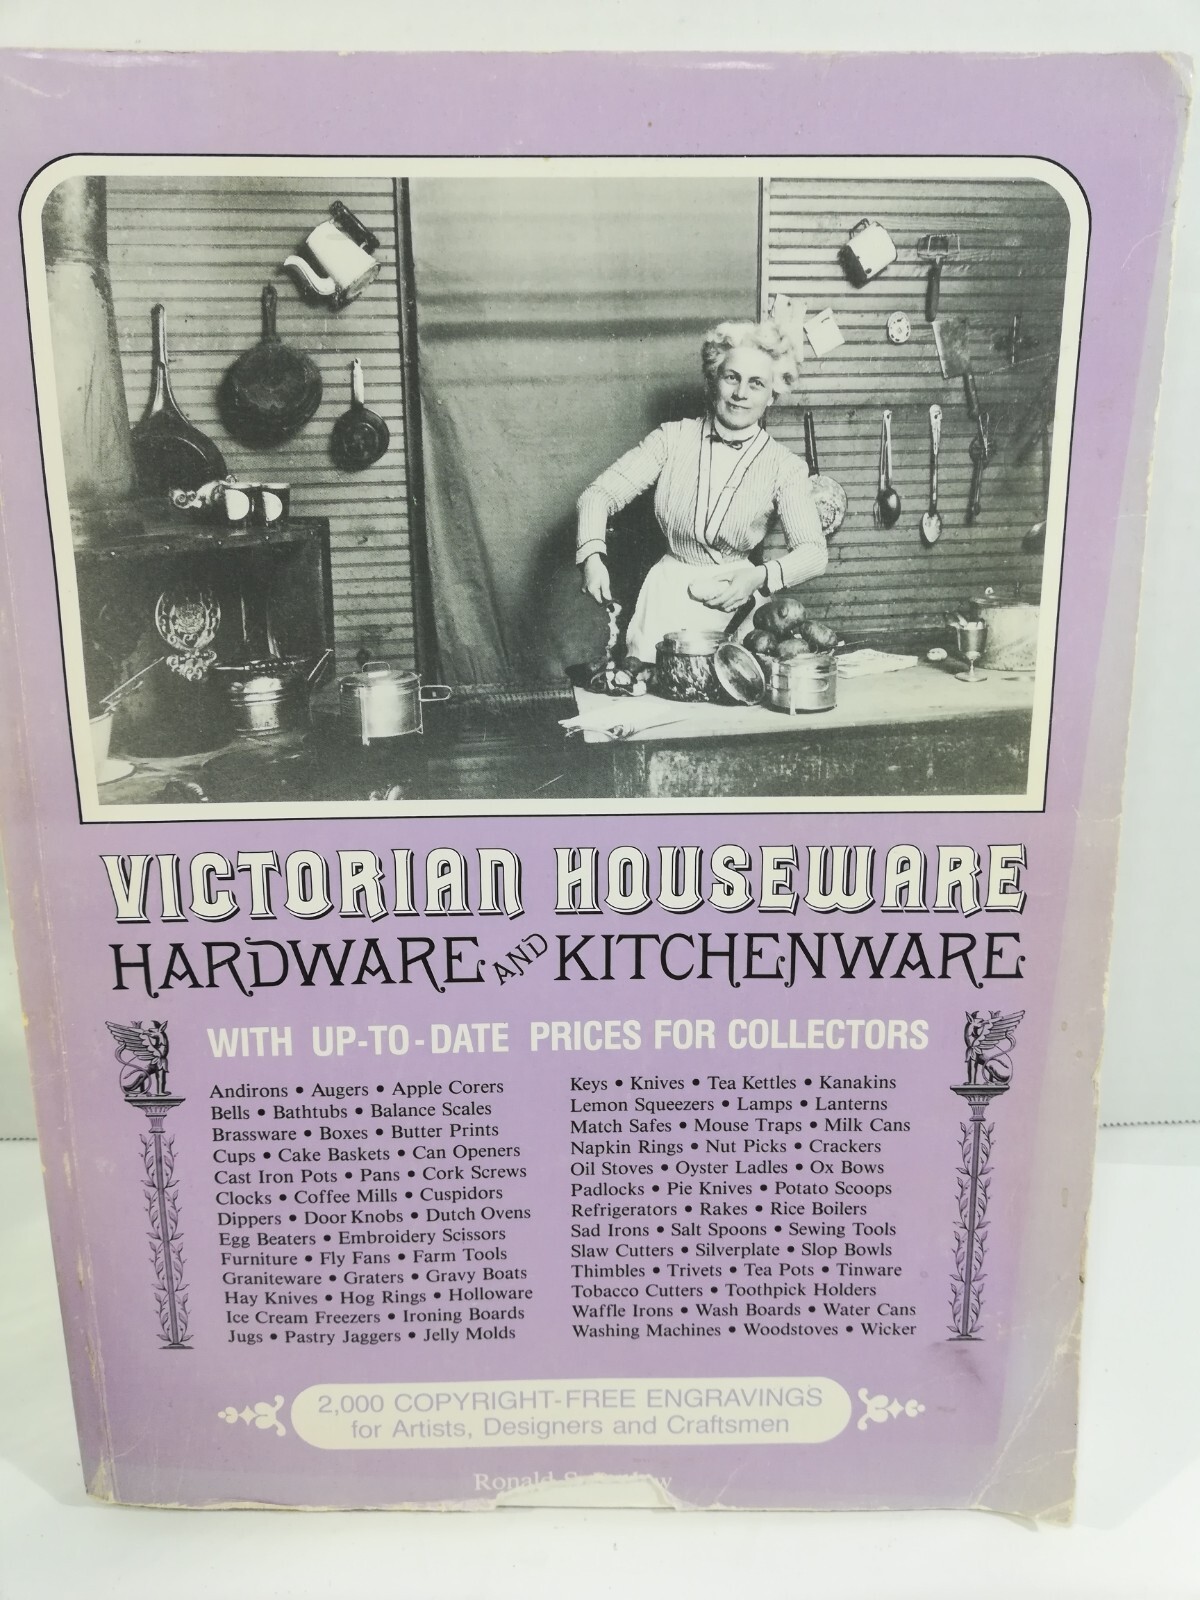 VICTORIAN HOUSEWARE
HARDWARE AND KITCHENWARE
WITH UP-TO-DATE PRICES FOR COLLECTORS
Andirons • Augers • Apple Corers
Bells • Bathtubs • Balance Scales
Brassware • Boxes • Butter Prints
Cups • Cake Baskets • Can Openers
Cast Iron Pots • Pans • Cork Screws
Clocks • Coffee Mills • Cuspidors
Dippers • Door Knobs • Dutch Ovens
Egg Beaters • Embroidery Scissors
Furniture • Fly Fans • Farm Tools
Graniteware • Graters • Gravy Boats
Hay Knives • Hog Rings • Holloware
Ice Cream Freezers • Ironing Boards
Jugs • Pastry Jaggers • Jelly Molds
Keys • Knives • Tea Kettles • Kanakins
Lemon Squeezers • Lamps • Lanterns
Match Safes • Mouse Traps • Milk Cans
Napkin Rings • Nut Picks • Crackers
Oil Stoves • Oyster Ladles • Ox Bows
Padlocks • Pie Knives • Potato Scoops
Refrigerators • Rakes • Rice Boilers
Sad Irons • Salt Spoons • Sewing Tools
Slaw Cutters • Silverplate • Slop Bowls
Thimbles • Trivets • Tea Pots • Tinware
Tobacco Cutters • Toothpick Holders
Waffle Irons • Wash Boards • Water Cans
Washing Machines • Woodstoves • Wicker
2,000 COPYRIGHT-FREE ENGRAVINGS
for Artists, Designers and Craftsmen
Ronald S.